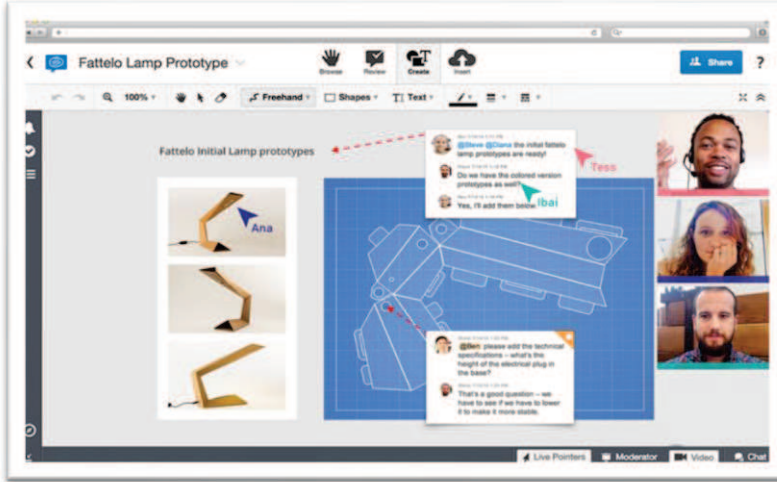 Fattelo Lamp Prototype
Browse
Review
Create
Insert
Share
?
100%
Freehand
Shapes
Text
Fattelo Initial Lamp prototypes
@Steve @Diana the initial fattelo
lamp prototypes are ready!
Do we have the colored version
prototypes as well?
Yes, I'll add them below.
Tess
Ibai
Ana
@Ben please add the technical
specifications – what's the
height of the electrical plug in
the base?
That's a good question – we
have to see if we have to lower
it to make it more stable.
Live Pointers
Moderator
Video
Chat